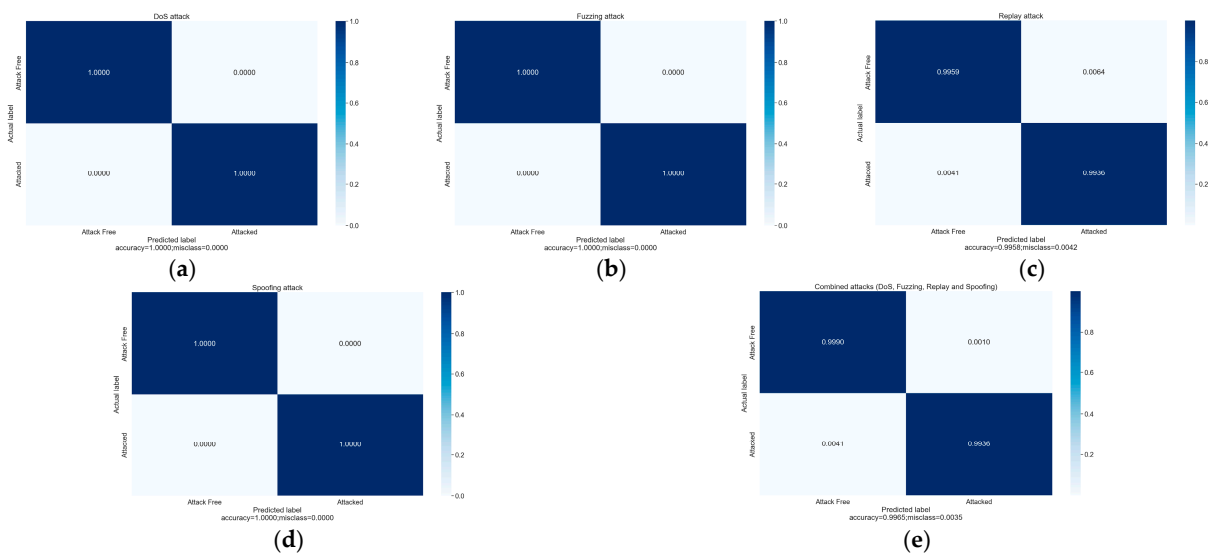 DoS attack
Attack Free
1.0000 0.0000
Actual label
Attacked
0.0000 1.0000
Attack Free Attacked
Predicted label
accuracy=1.0000;misclass=0.0000
1.0
0.8
0.6
0.4
0.2
0.0
(a)
Fuzzing attack
Attack Free
1.0000 0.0000
Actual label
Attacked
0.0000 1.0000
Attack Free Attacked
Predicted label
accuracy=1.0000;misclass=0.0000
1.0
0.8
0.6
0.4
0.2
0.0
(b)
Replay attack
Attack Free
0.9959 0.0064
Actual label
Attacked
0.0041 0.9936
Attack Free Attacked
Predicted label
accuracy=0.9958;misclass=0.0042
0.8
0.6
0.4
0.2
(c)
Spoofing attack
Attack Free
1.0000 0.0000
Actual label
Attacked
0.0000 1.0000
Attack Free Attacked
Predicted label
accuracy=1.0000;misclass=0.0000
1.0
0.8
0.6
0.4
0.2
0.0
(d)
Combined attacks (DoS, Fuzzing, Replay and Spoofing)
Attack Free
0.9990 0.0010
Actual label
Attacked
0.0041 0.9936
Attack Free Attacked
Predicted label
accuracy=0.9965;misclass=0.0035
0.8
0.6
0.4
0.2
(e)